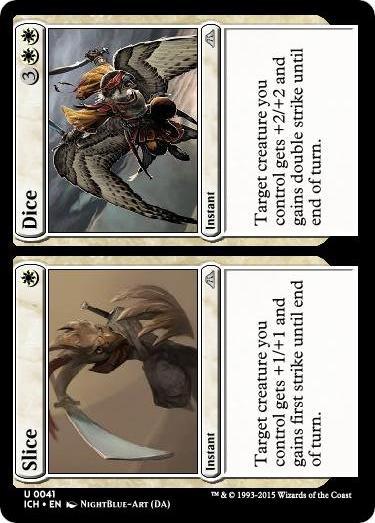 Slice
Instant
Target creature you
control gets +1/+1 and
gains first strike until end
of turn.
Dice
3
Instant
Target creature you
control gets +2/+2 and
gains double strike until
end of turn.
U 0041
ICH • EN NIGHTBLUE-ART (DA)
™ & © 1993-2015 Wizards of the Coast